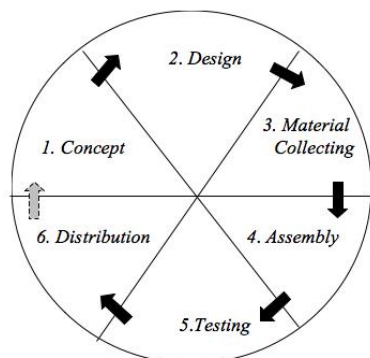 1. Concept
2. Design
3. Material
Collecting
4. Assembly
5.Testing
6. Distribution